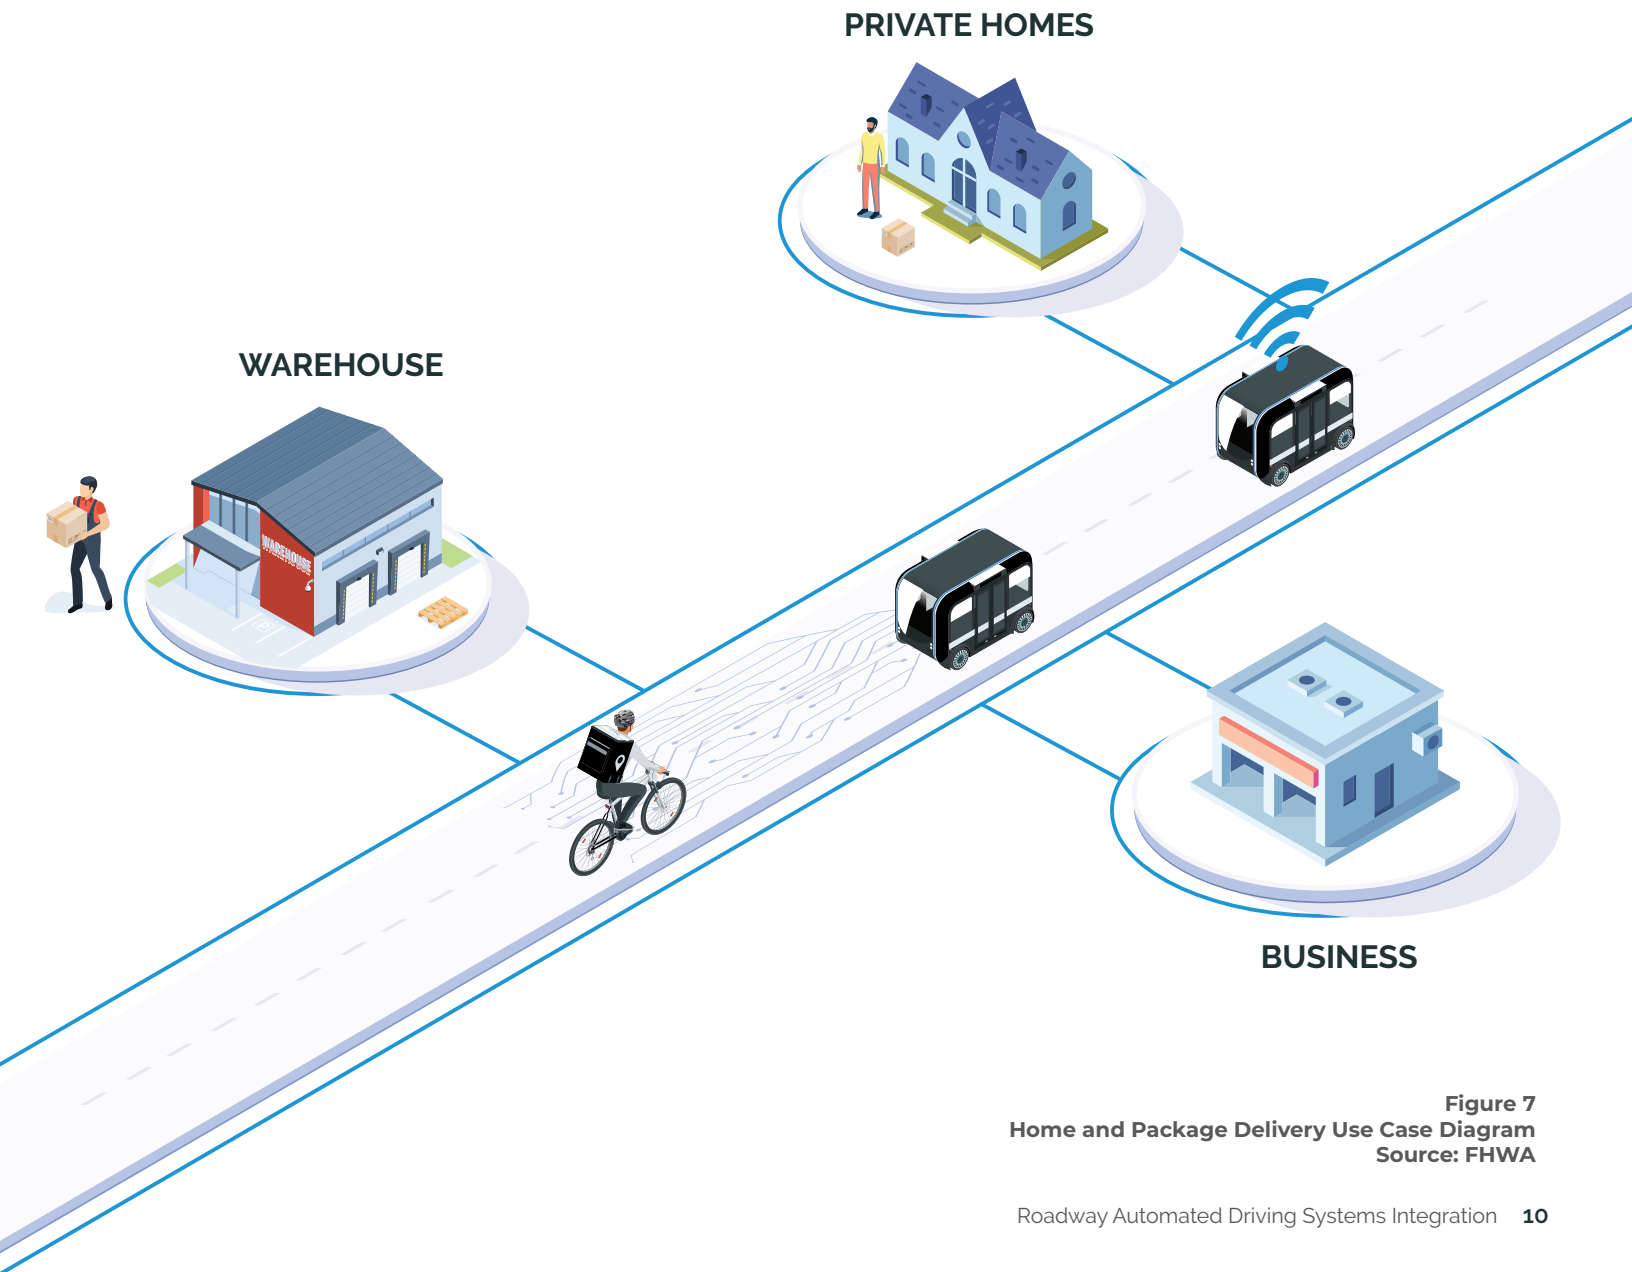 PRIVATE HOMES
WAREHOUSE
WAREHOUSE
P
BUSINESS
Figure 7
Home and Package Delivery Use Case Diagram
Source: FHWA
Roadway Automated Driving Systems Integration 10